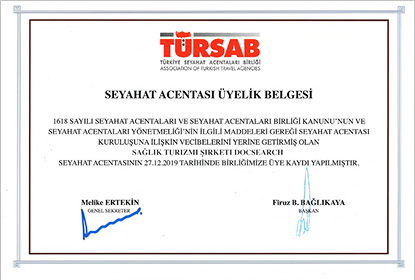 TÜRSAB
TÜRKİYE SEYAHAT ACENTALARI BİRLİĞİ
ASSOCIATION OF TURKISH TRAVEL AGENCIES
SEYAHAT ACENTASI ÜYELİK BELGESİ
1618 SAYILI SEYAHAT ACENTALARI VE SEYAHAT ACENTALARI BİRLİĞİ KANUNU'NUN VE
SEYAHAT ACENTALARI YÖNETMELİĞİ'NİN İLGİLİ MADDELERİ GEREĞİ SEYAHAT ACENTASI
KURULUŞUNA İLİŞKİN VECİBELERİNİ YERİNE GETİRMİŞ OLAN
SAĞLIK TURİZMİ ŞİRKETİ DOCSEARCH
SEYAHAT ACENTASININ 27.12.2019 TARİHİNDE BİRLİĞİMİZE ÜYE KAYDI YAPILMIŞTIR.
Melike ERTEKİN
GENEL SEKRETER
Firuz B. BAĞLIKAYA
BAŞKAN